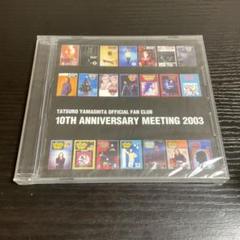 TATSURO YAMASHITA OFFICIAL FAN CLUB
10TH ANNIVERSARY MEETING 2003